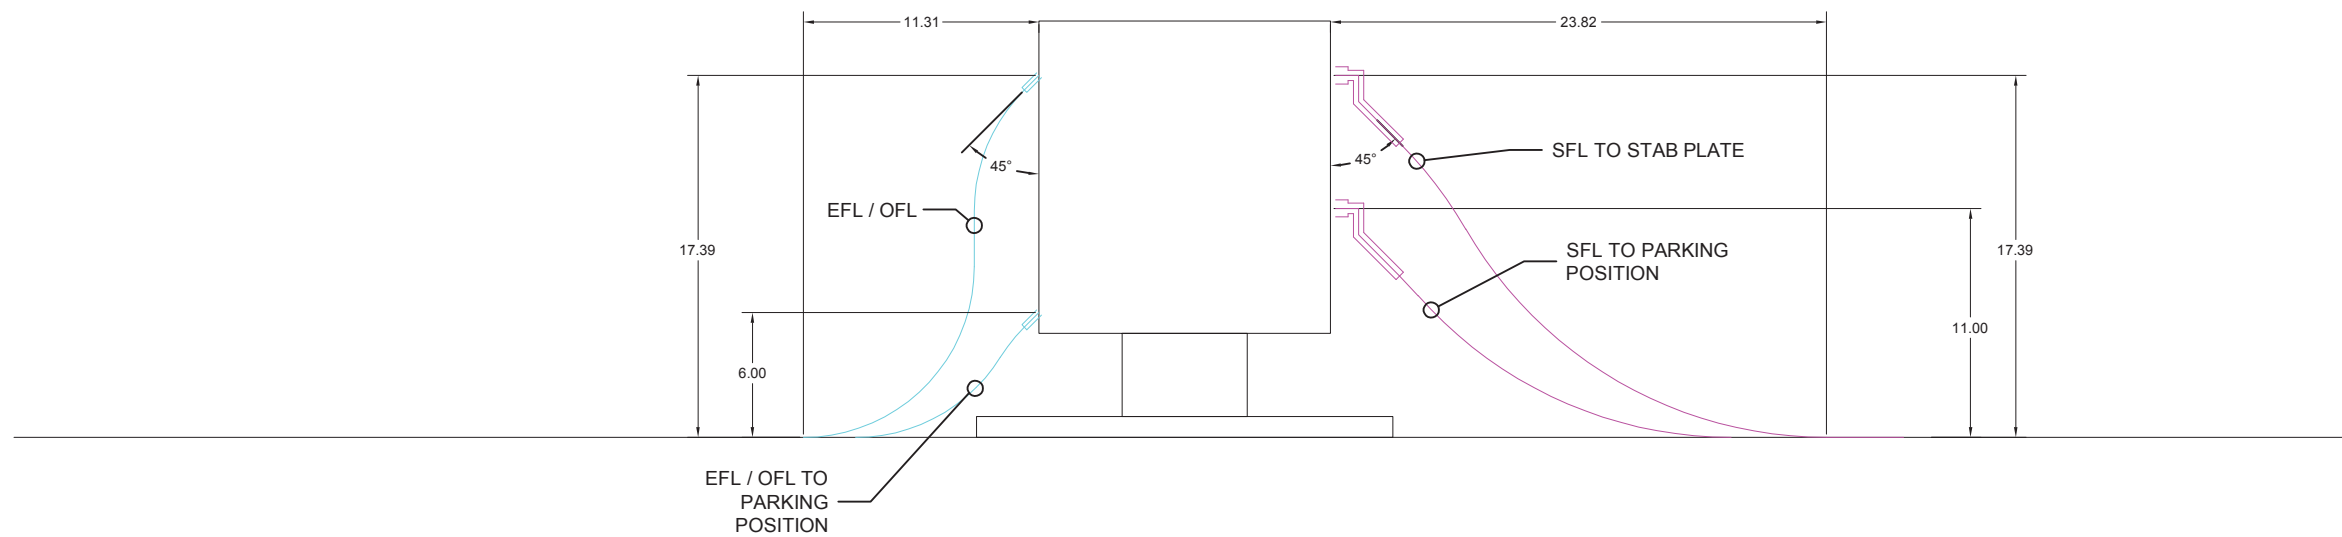 11.31
23.82
45°
45°
SFL TO STAB PLATE
EFL / OFL
17.39
SFL TO PARKING
POSITION
17.39
11.00
6.00
EFL / OFL TO
PARKING
POSITION